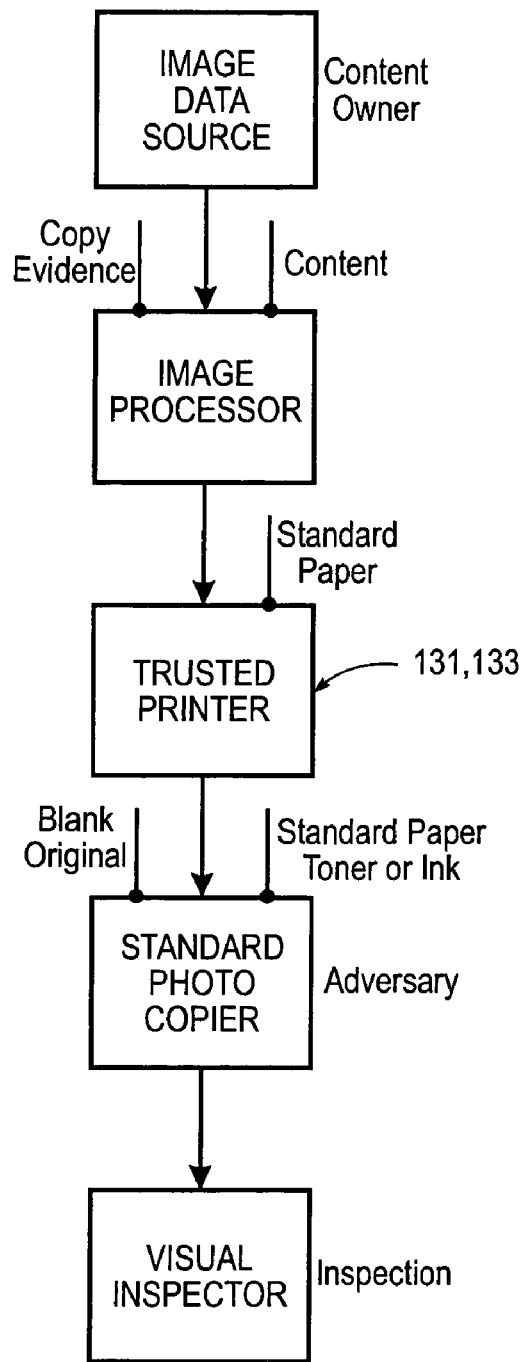 IMAGE
DATA
SOURCE
Content
Owner
Copy
Evidence
Content
IMAGE
PROCESSOR
Standard
Paper
TRUSTED
PRINTER
131,133
Blank
Original
Standard Paper
Toner or Ink
STANDARD
PHOTO
COPIER
Adversary
VISUAL
INSPECTOR
Inspection